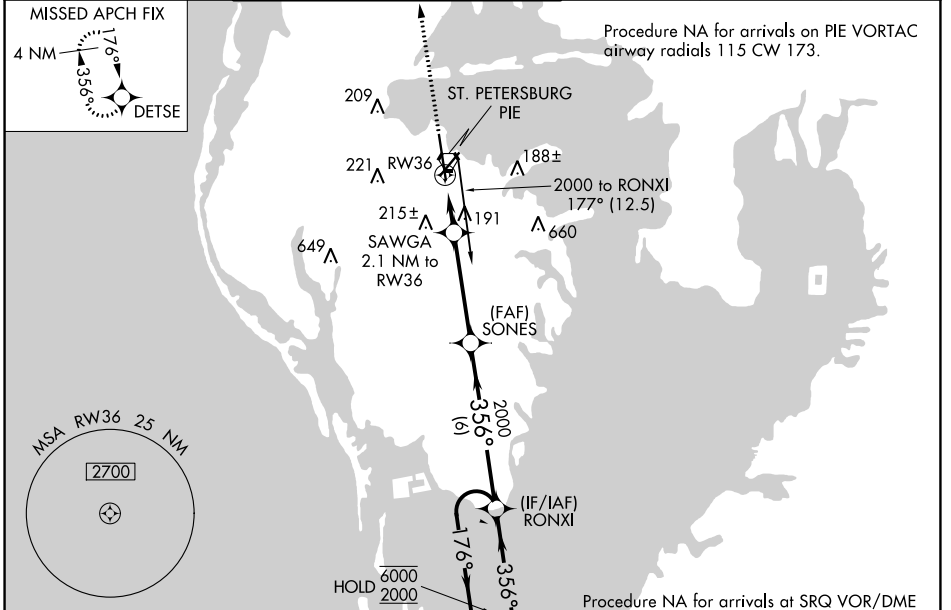 MISSED APCH FIX
4 NM
176°
356°
DETSE
Procedure NA for arrivals on PIE VORTAC
airway radials 115 CW 173.
209
ST. PETERSBURG
PIE
221
RW36
188±
2000 to RONXI
177° (12.5)
215±
191
660
649
SAWGA
2.1 NM to
RW36
(FAF)
SONES
2000
356°
(6)
MSA RW36 25 NM
2700
(IF/IAF)
RONXI
176°
356°
HOLD
6000
2000
Procedure NA for arrivals at SRQ VOR/DME